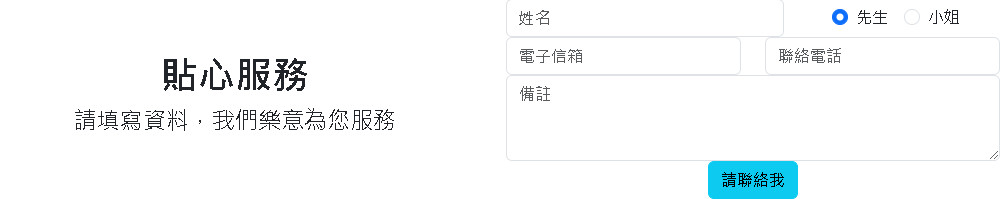 貼心服務
請填寫資料，我們樂意為您服務
姓名
先生
小姐
電子信箱
聯絡電話
備註
請聯絡我